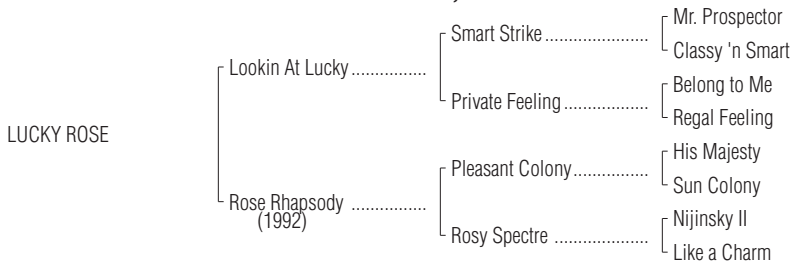 Mr. Prospector
Smart Strike .....................
Classy 'n Smart
Lookin At Lucky ................
Belong to Me
Private Feeling .................
Regal Feeling
LUCKY ROSE
His Majesty
Pleasant Colony...............
Sun Colony
Rose Rhapsody ................
(1992)
Nijinsky II
Rosy Spectre ...................
Like a Charm